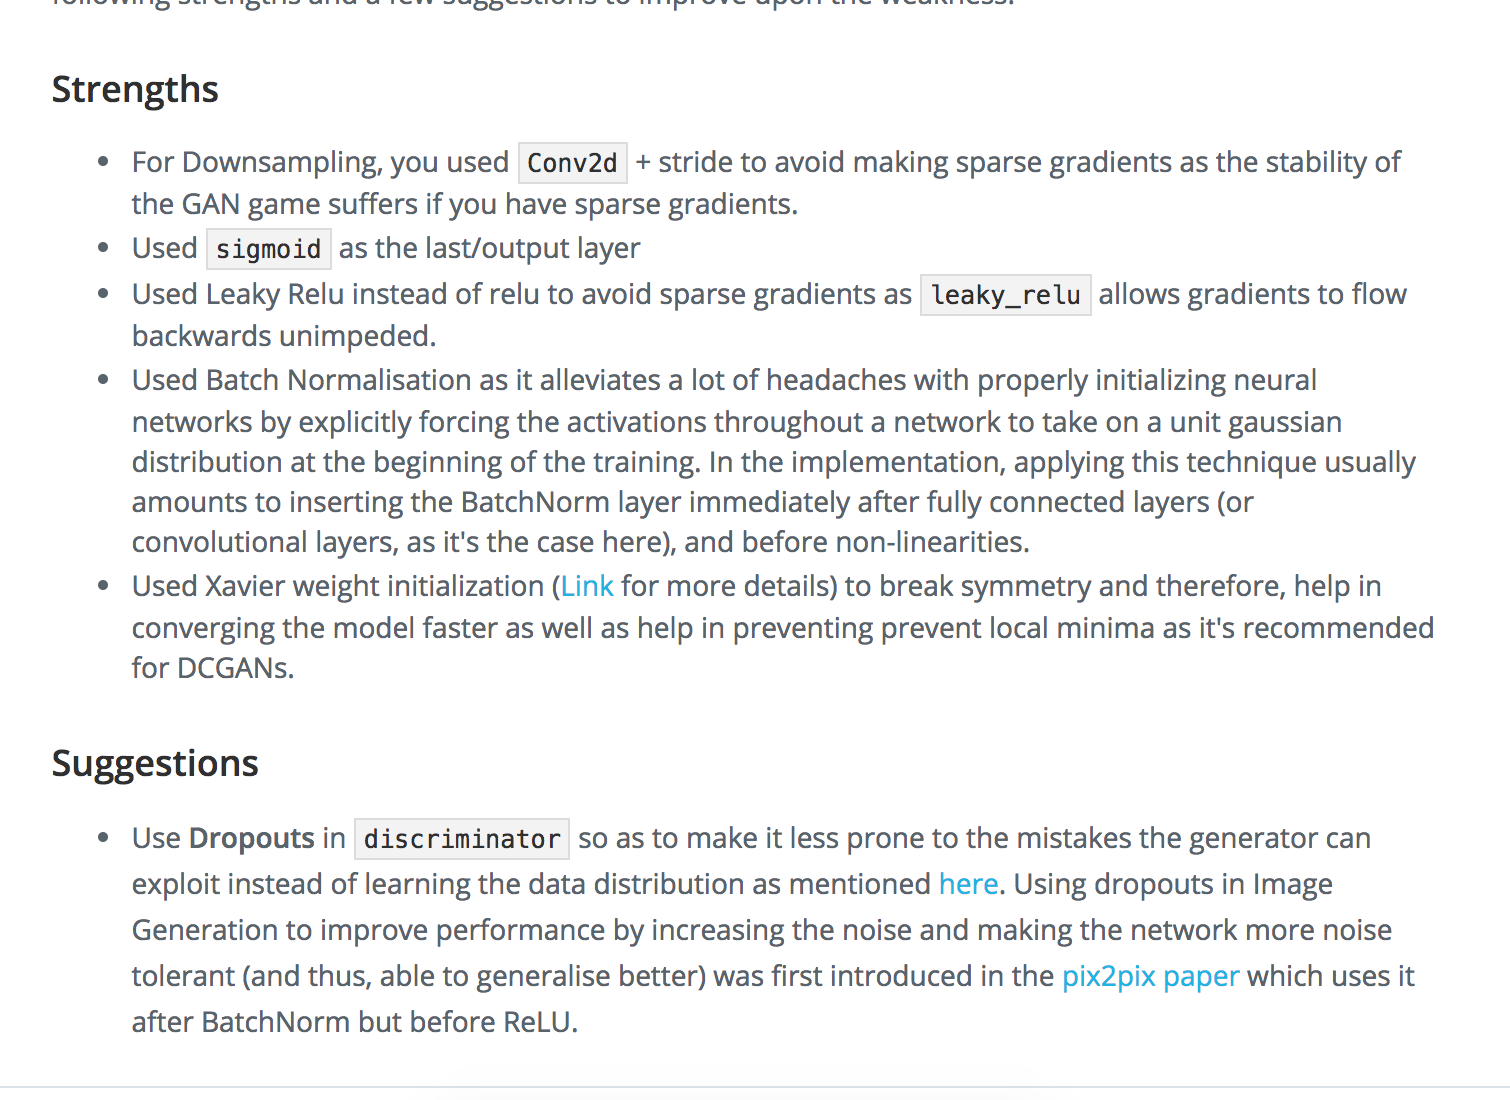 following strengths and a few suggestions to improve upon the weakness.
Strengths
For Downsampling, you used Conv2d + stride to avoid making sparse gradients as the stability of
the GAN game suffers if you have sparse gradients.
Used sigmoid as the last/output layer
Used Leaky Relu instead of relu to avoid sparse gradients as leaky_relu allows gradients to flow
backwards unimpeded.
Used Batch Normalisation as it alleviates a lot of headaches with properly initializing neural
networks by explicitly forcing the activations throughout a network to take on a unit gaussian
distribution at the beginning of the training. In the implementation, applying this technique usually
amounts to inserting the BatchNorm layer immediately after fully connected layers (or
convolutional layers, as it's the case here), and before non-linearities.
Used Xavier weight initialization (Link for more details) to break symmetry and therefore, help in
converging the model faster as well as help in preventing prevent local minima as it's recommended
for DCGANs.
Suggestions
Use Dropouts in discriminator so as to make it less prone to the mistakes the generator can
exploit instead of learning the data distribution as mentioned here. Using dropouts in Image
Generation to improve performance by increasing the noise and making the network more noise
tolerant (and thus, able to generalise better) was first introduced in the pix2pix paper which uses it
after BatchNorm but before ReLU.